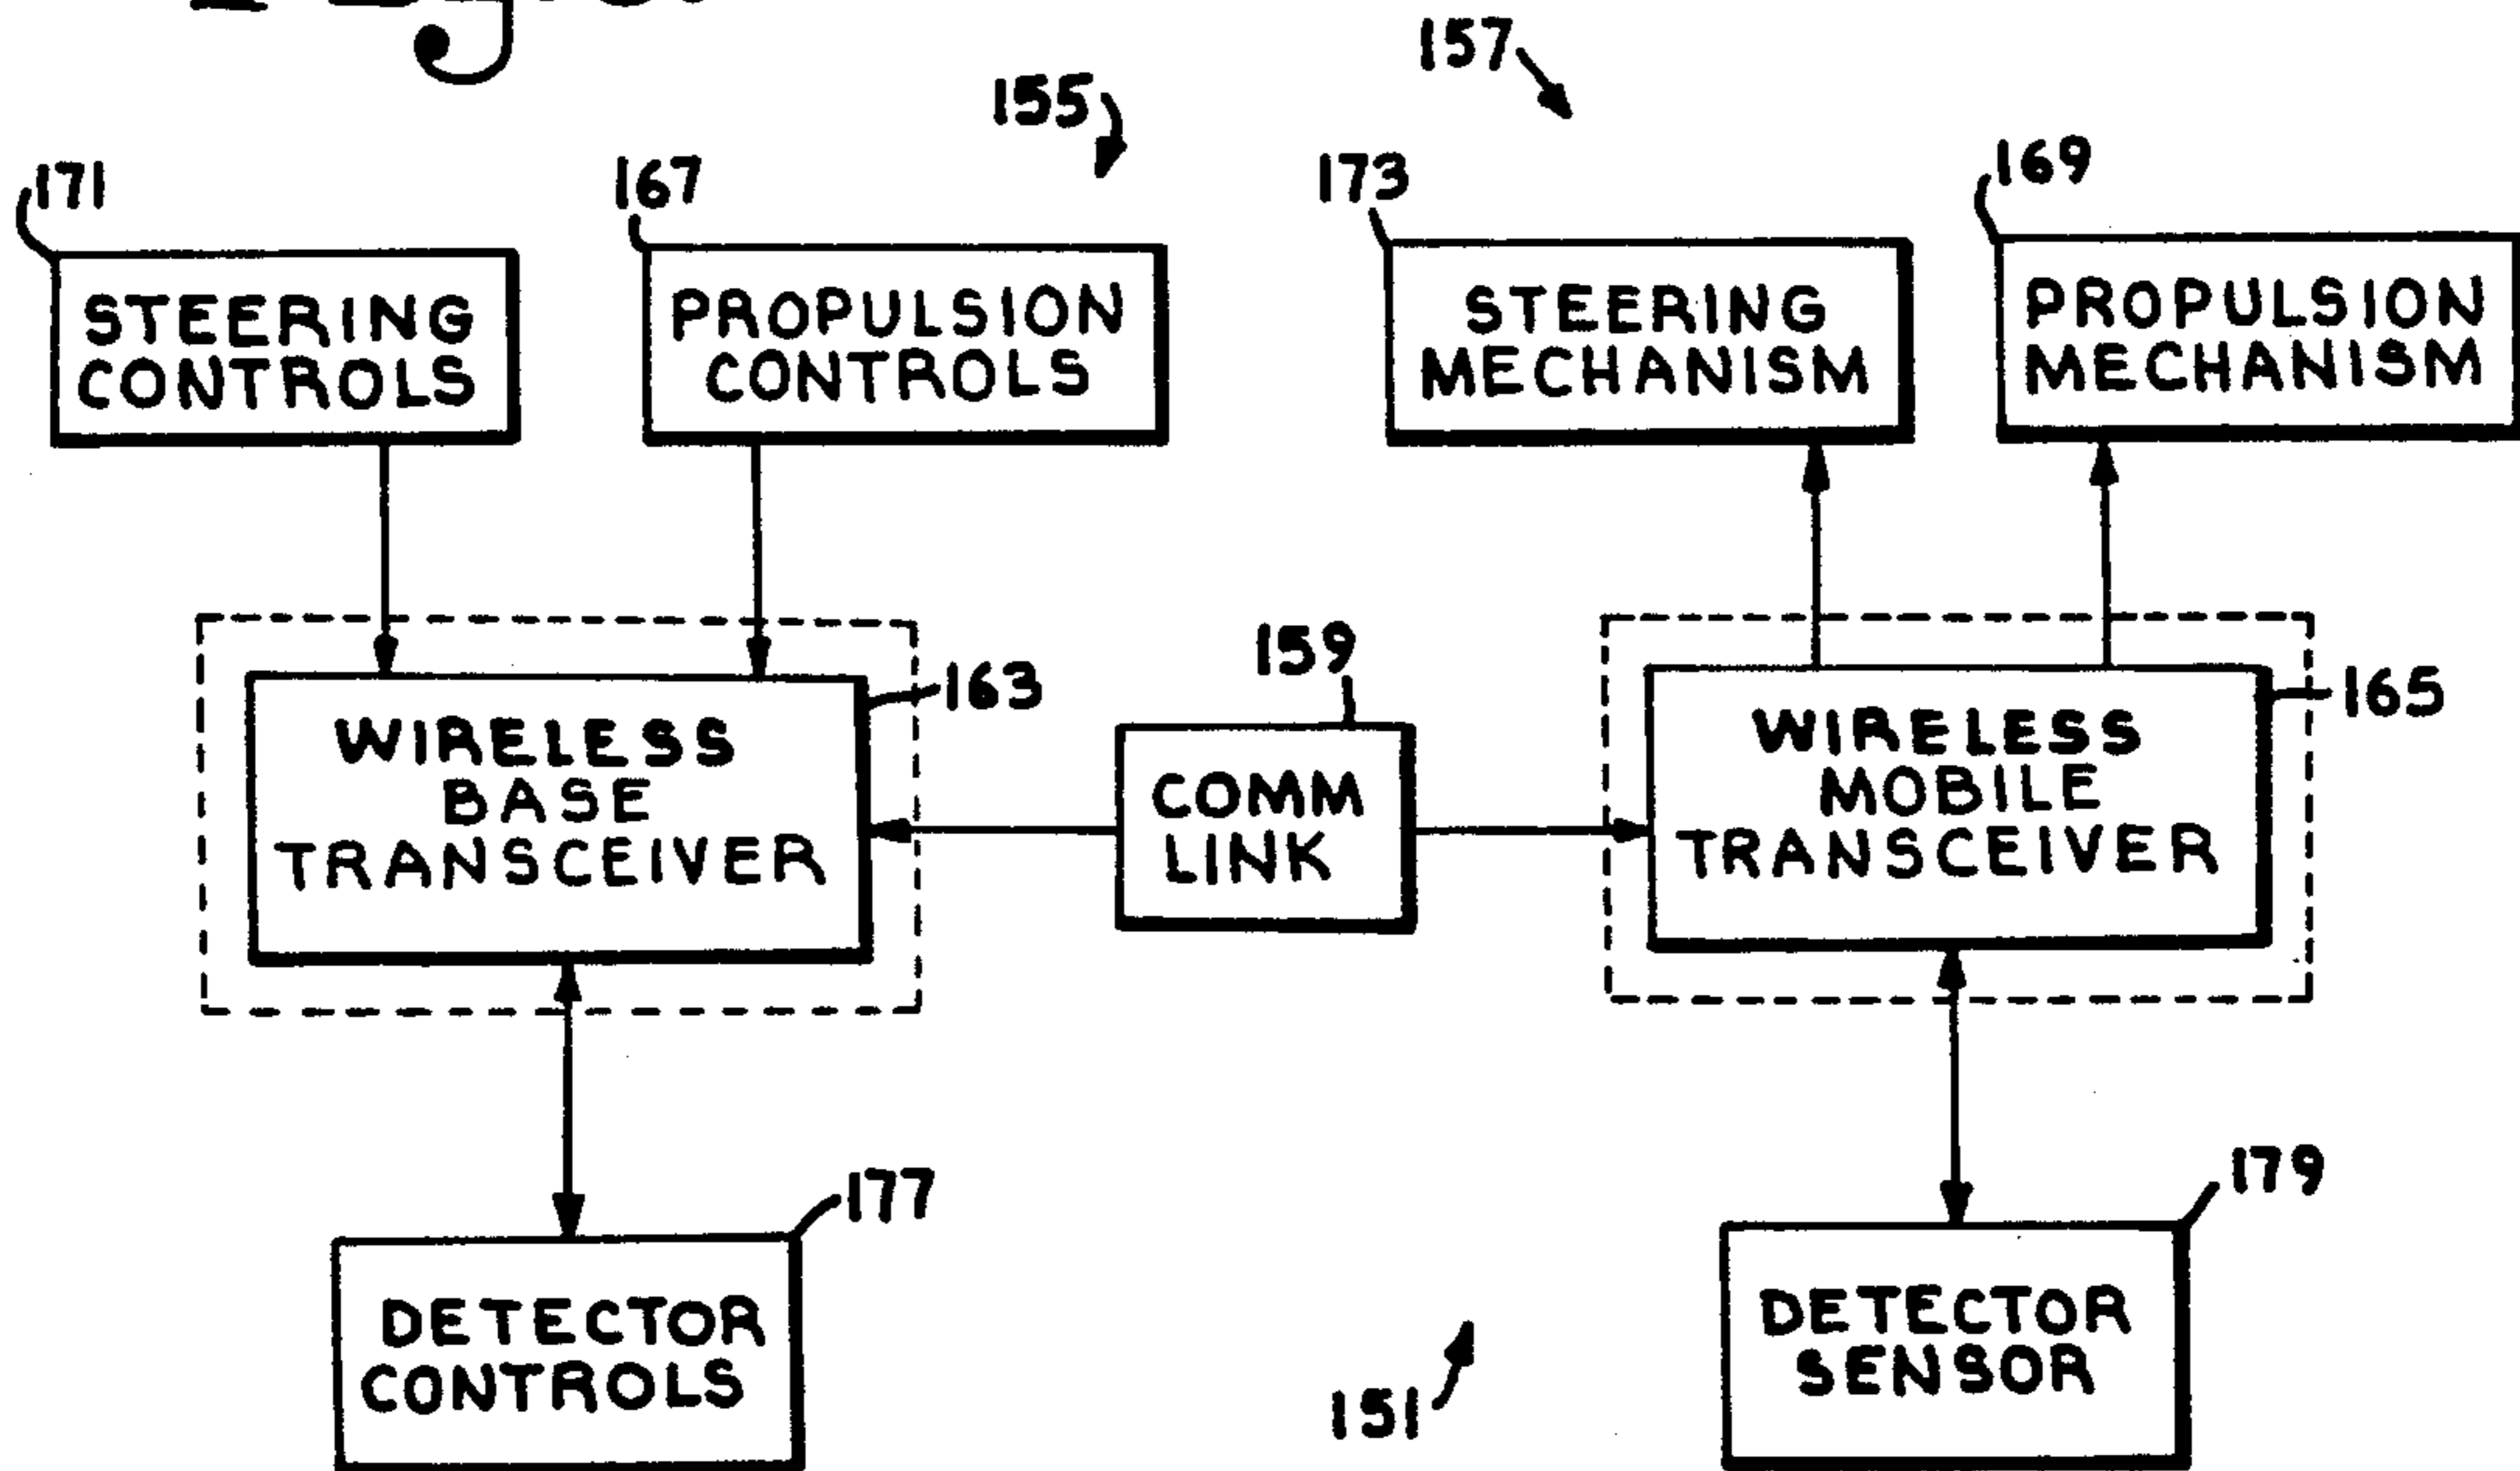 157
155
171
167
173
169
STEERING
CONTROLS
PROPULSION
CONTROLS
STEERING
MECHANISM
PROPULSION
MECHANISM
159
163
165
WIRELESS
BASE
TRANSCEIVER
COMM
LINK
WIRELESS
MOBILE
TRANSCEIVER
177
179
DETECTOR
CONTROLS
151
DETECTOR
SENSOR